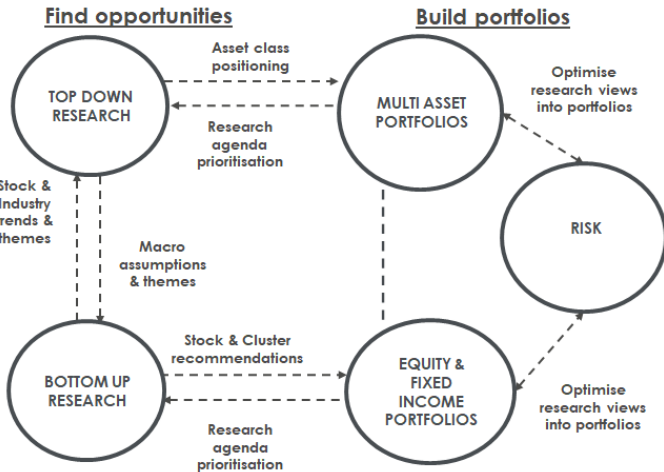 Find opportunities
Build portfolios
Asset class
positioning
TOP DOWN
RESEARCH
MULTI ASSET
PORTFOLIOS
Optimise
research views
into portfolios
Research
agenda
prioritisation
Stock &
Industry
trends &
themes
RISK
Macro
assumptions
& themes
Stock & Cluster
recommendations
BOTTOM UP
RESEARCH
EQUITY &
FIXED
INCOME
PORTFOLIOS
Optimise
research views
into portfolios
Research
agenda
prioritisation